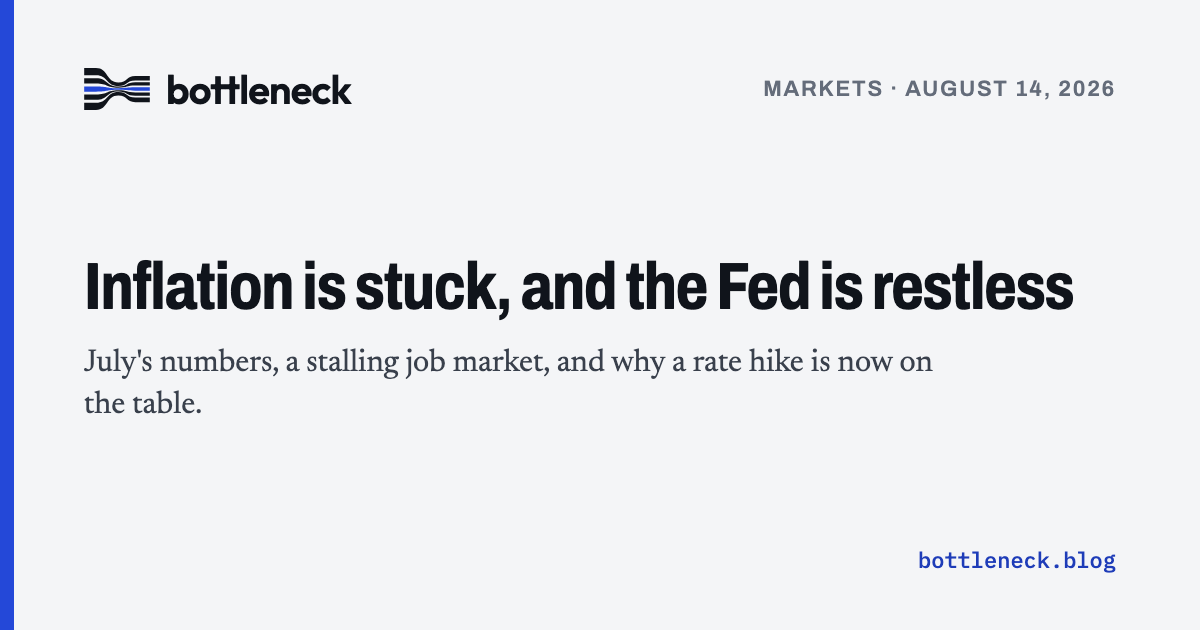 bottleneck
MARKETS · AUGUST 14, 2026
Inflation is stuck, and the Fed is restless
July's numbers, a stalling job market, and why a rate hike is now on
the table.
bottleneck.blog